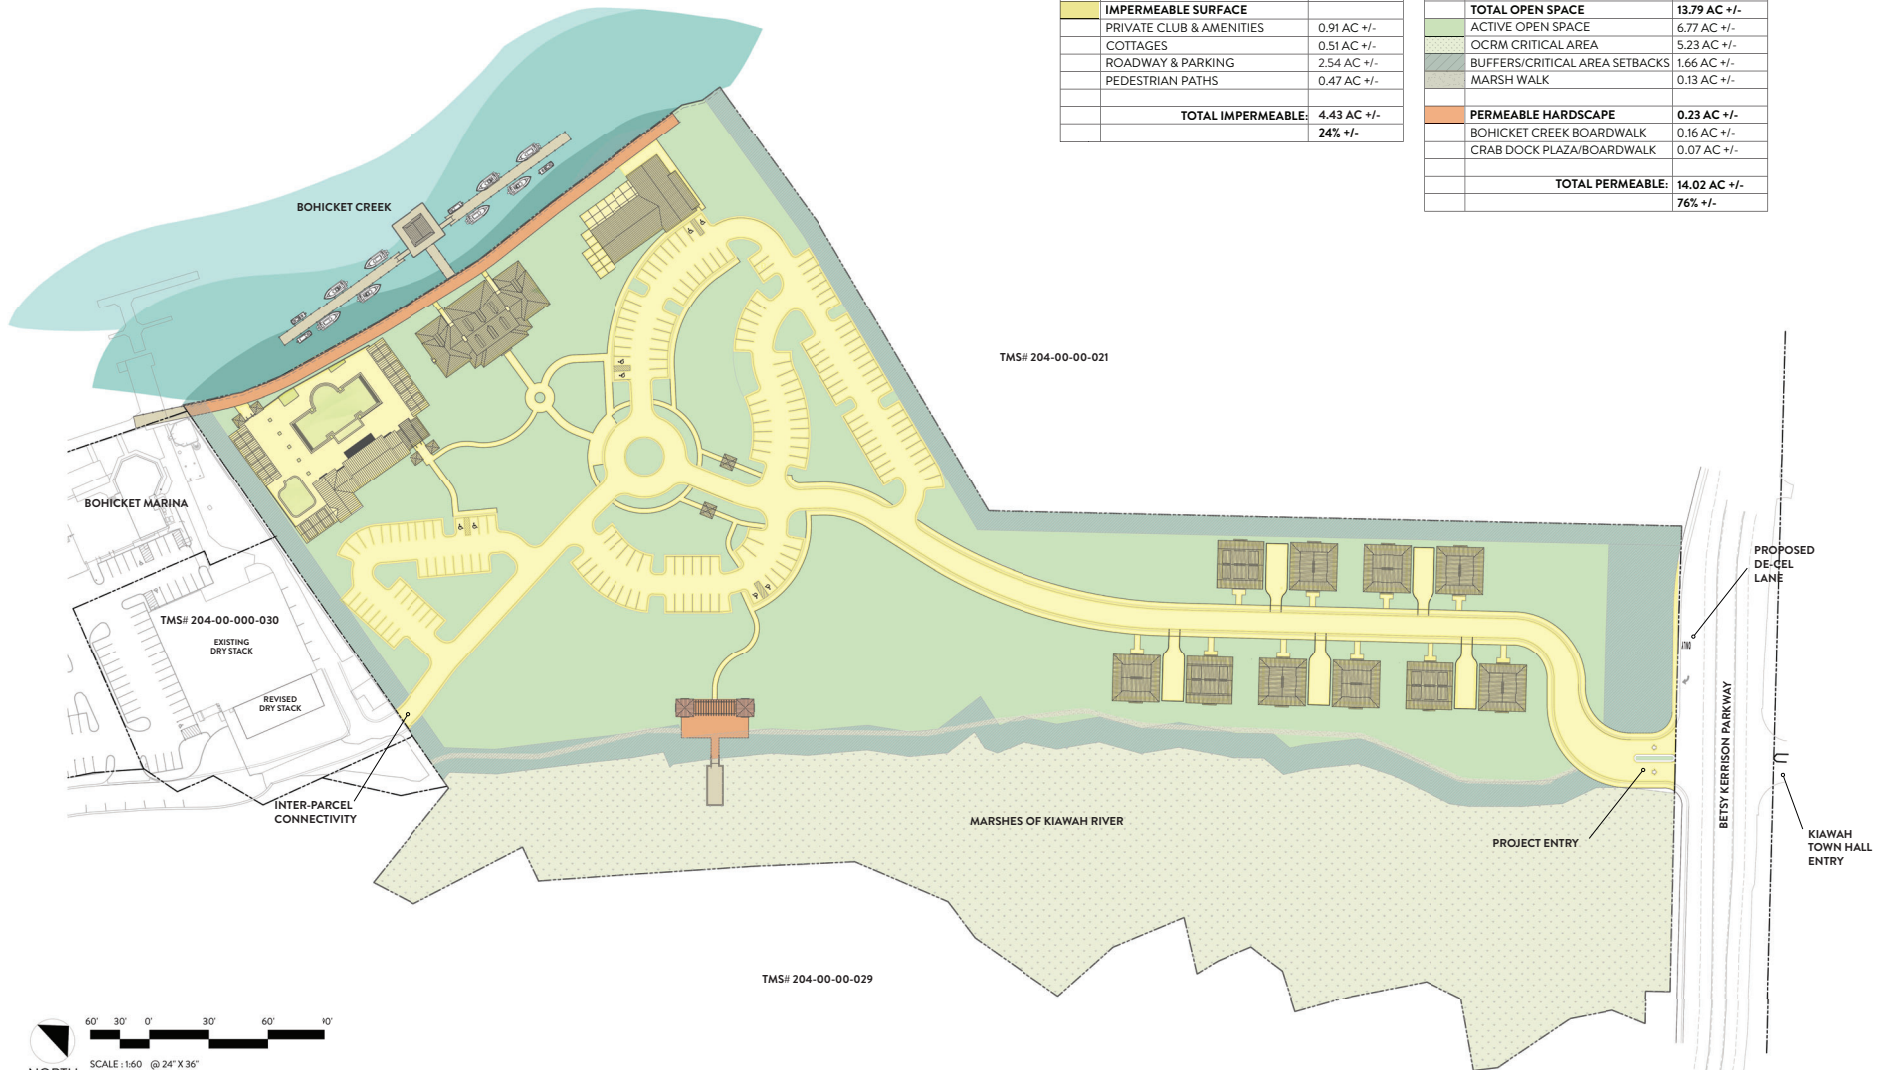 IMPERMEABLE SURFACE
PRIVATE CLUB & AMENITIES 0.91 AC +/-
COTTAGES 0.51 AC +/-
ROADWAY & PARKING 2.54 AC +/-
PEDESTRIAN PATHS 0.47 AC +/-
TOTAL IMPERMEABLE: 4.43 AC +/-
24% +/-
TOTAL OPEN SPACE 13.79 AC +/-
ACTIVE OPEN SPACE 6.77 AC +/-
OCRM CRITICAL AREA 5.23 AC +/-
BUFFERS/CRITICAL AREA SETBACKS 1.66 AC +/-
MARSH WALK 0.13 AC +/-
PERMEABLE HARDSCAPE 0.23 AC +/-
BOHICKET CREEK BOARDWALK 0.16 AC +/-
CRAB DOCK PLAZA/BOARDWALK 0.07 AC +/-
TOTAL PERMEABLE: 14.02 AC +/-
76% +/-
BOHICKET CREEK
TMS# 204-00-00-021
BOHICKET MARINA
PROPOSED
DE-CEL
LANE
TMS# 204-00-000-030
EXISTING
DRY STACK
REVISED
DRY STACK
BETSY KERRISON PARKWAY
INTER-PARCEL
CONNECTIVITY
MARSHES OF KIAWAH RIVER
PROJECT ENTRY
KIAWAH
TOWN HALL
ENTRY
TMS# 204-00-00-029
60' 30' 0' 30' 60'
SCALE : 1:60 @ 24" X 36"
NORTH